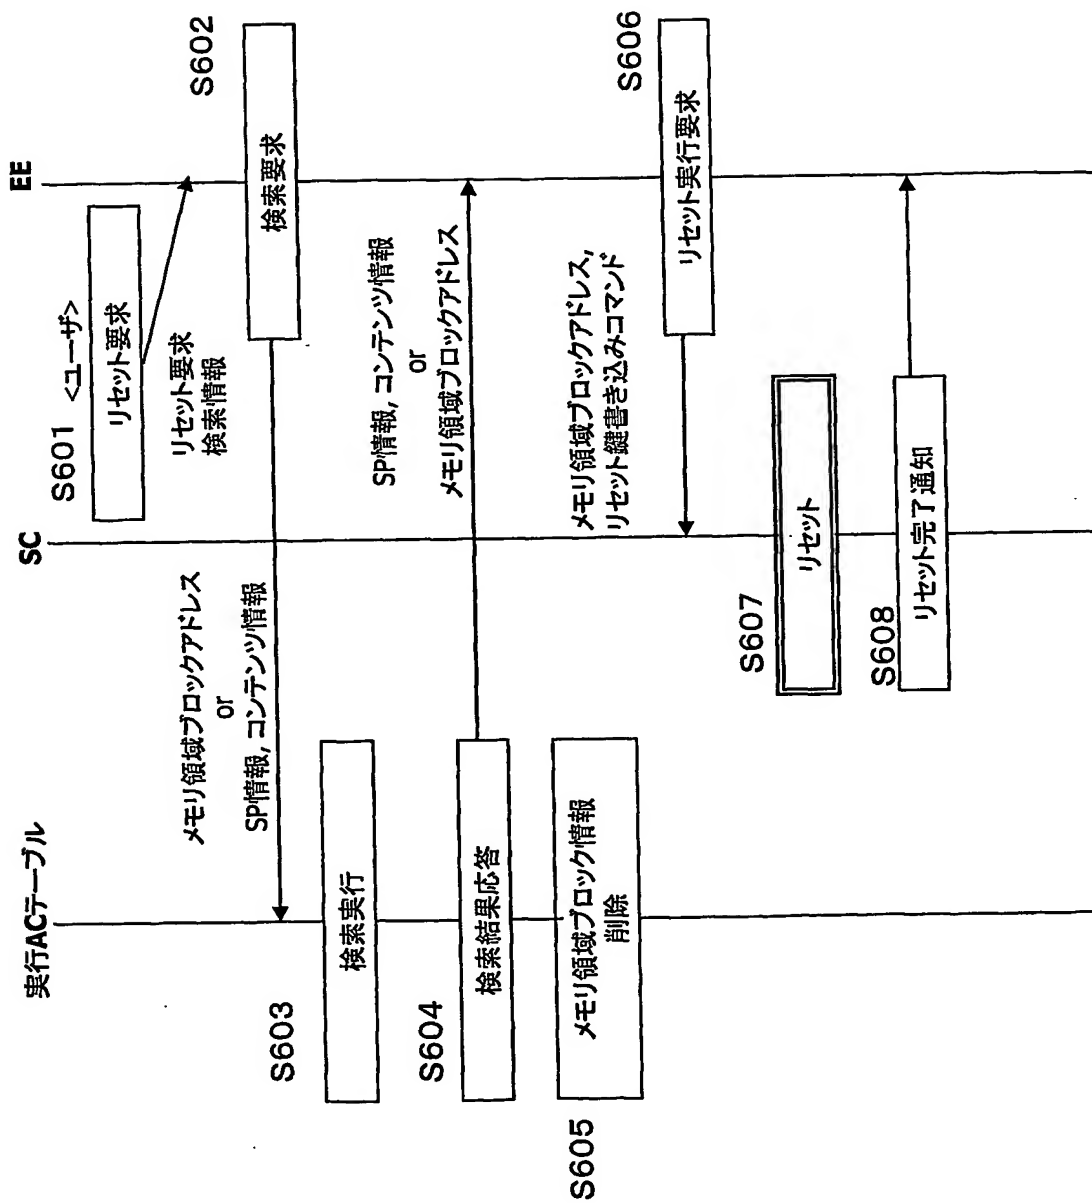 実行ACテーブル
SC
EE
S601
<ユーザ>
リセット要求
リセット要求
検索情報
S602
検索要求
メモリ領域ブロックアドレス
or
SP情報, コンテンツ情報
S603
検索実行
S604
検索結果応答
SP情報, コンテンツ情報
or
メモリ領域ブロックアドレス
S605
メモリ領域ブロック情報
削除
S606
リセット実行要求
メモリ領域ブロックアドレス,
リセット鍵書き込みコマンド
S607
リセット
S608
リセット完了通知